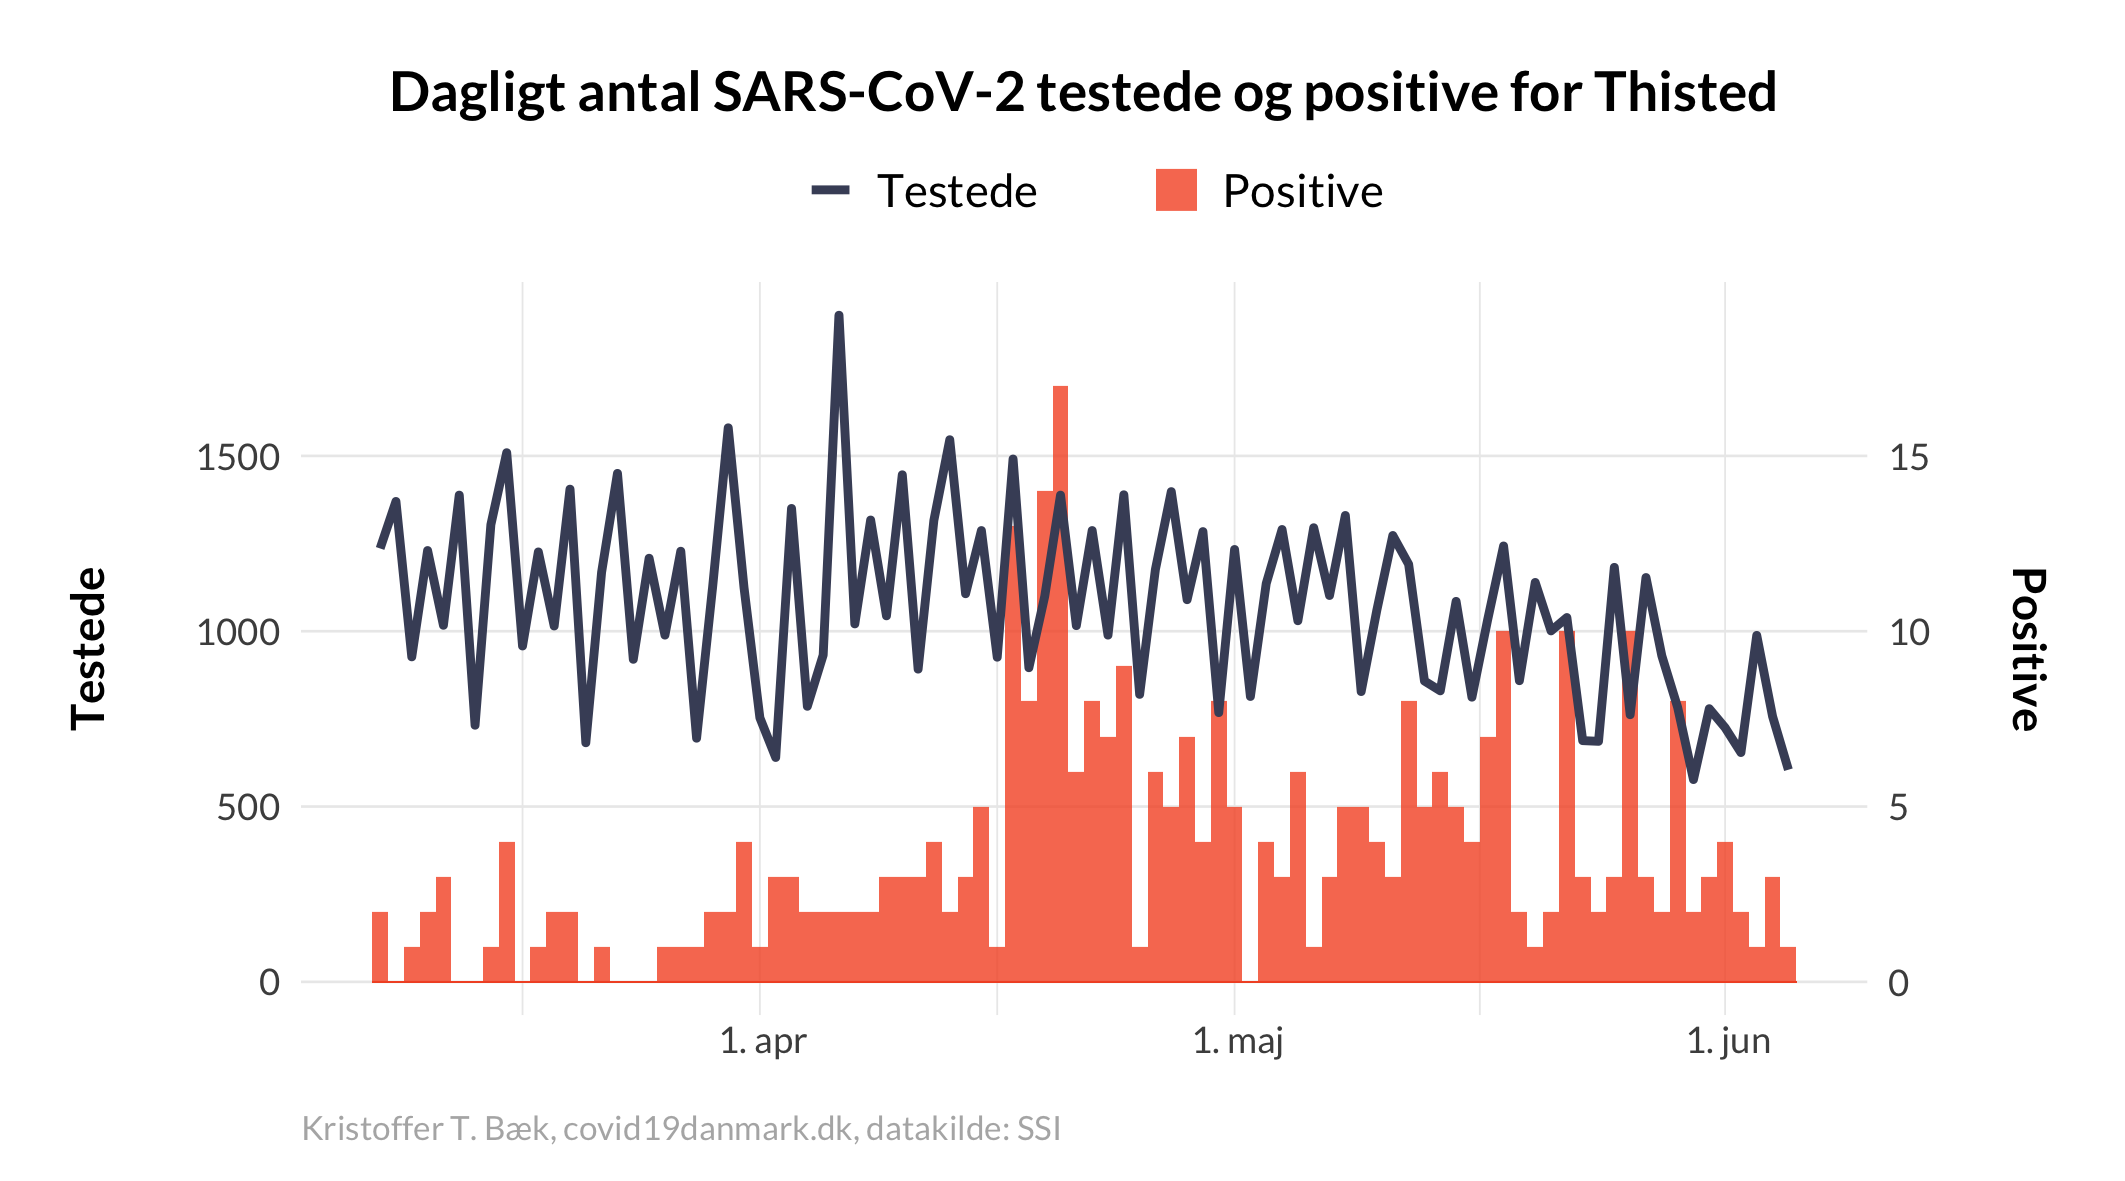 Dagligt antal SARS-CoV-2 testede og positive for Thisted
Testede
Positive
Testede
1500
1000
500
0
15
10
5
0
Positive
1. apr
1. maj
1. jun
Kristoffer T. Bæk, covid19danmark.dk, datakilde: SSI